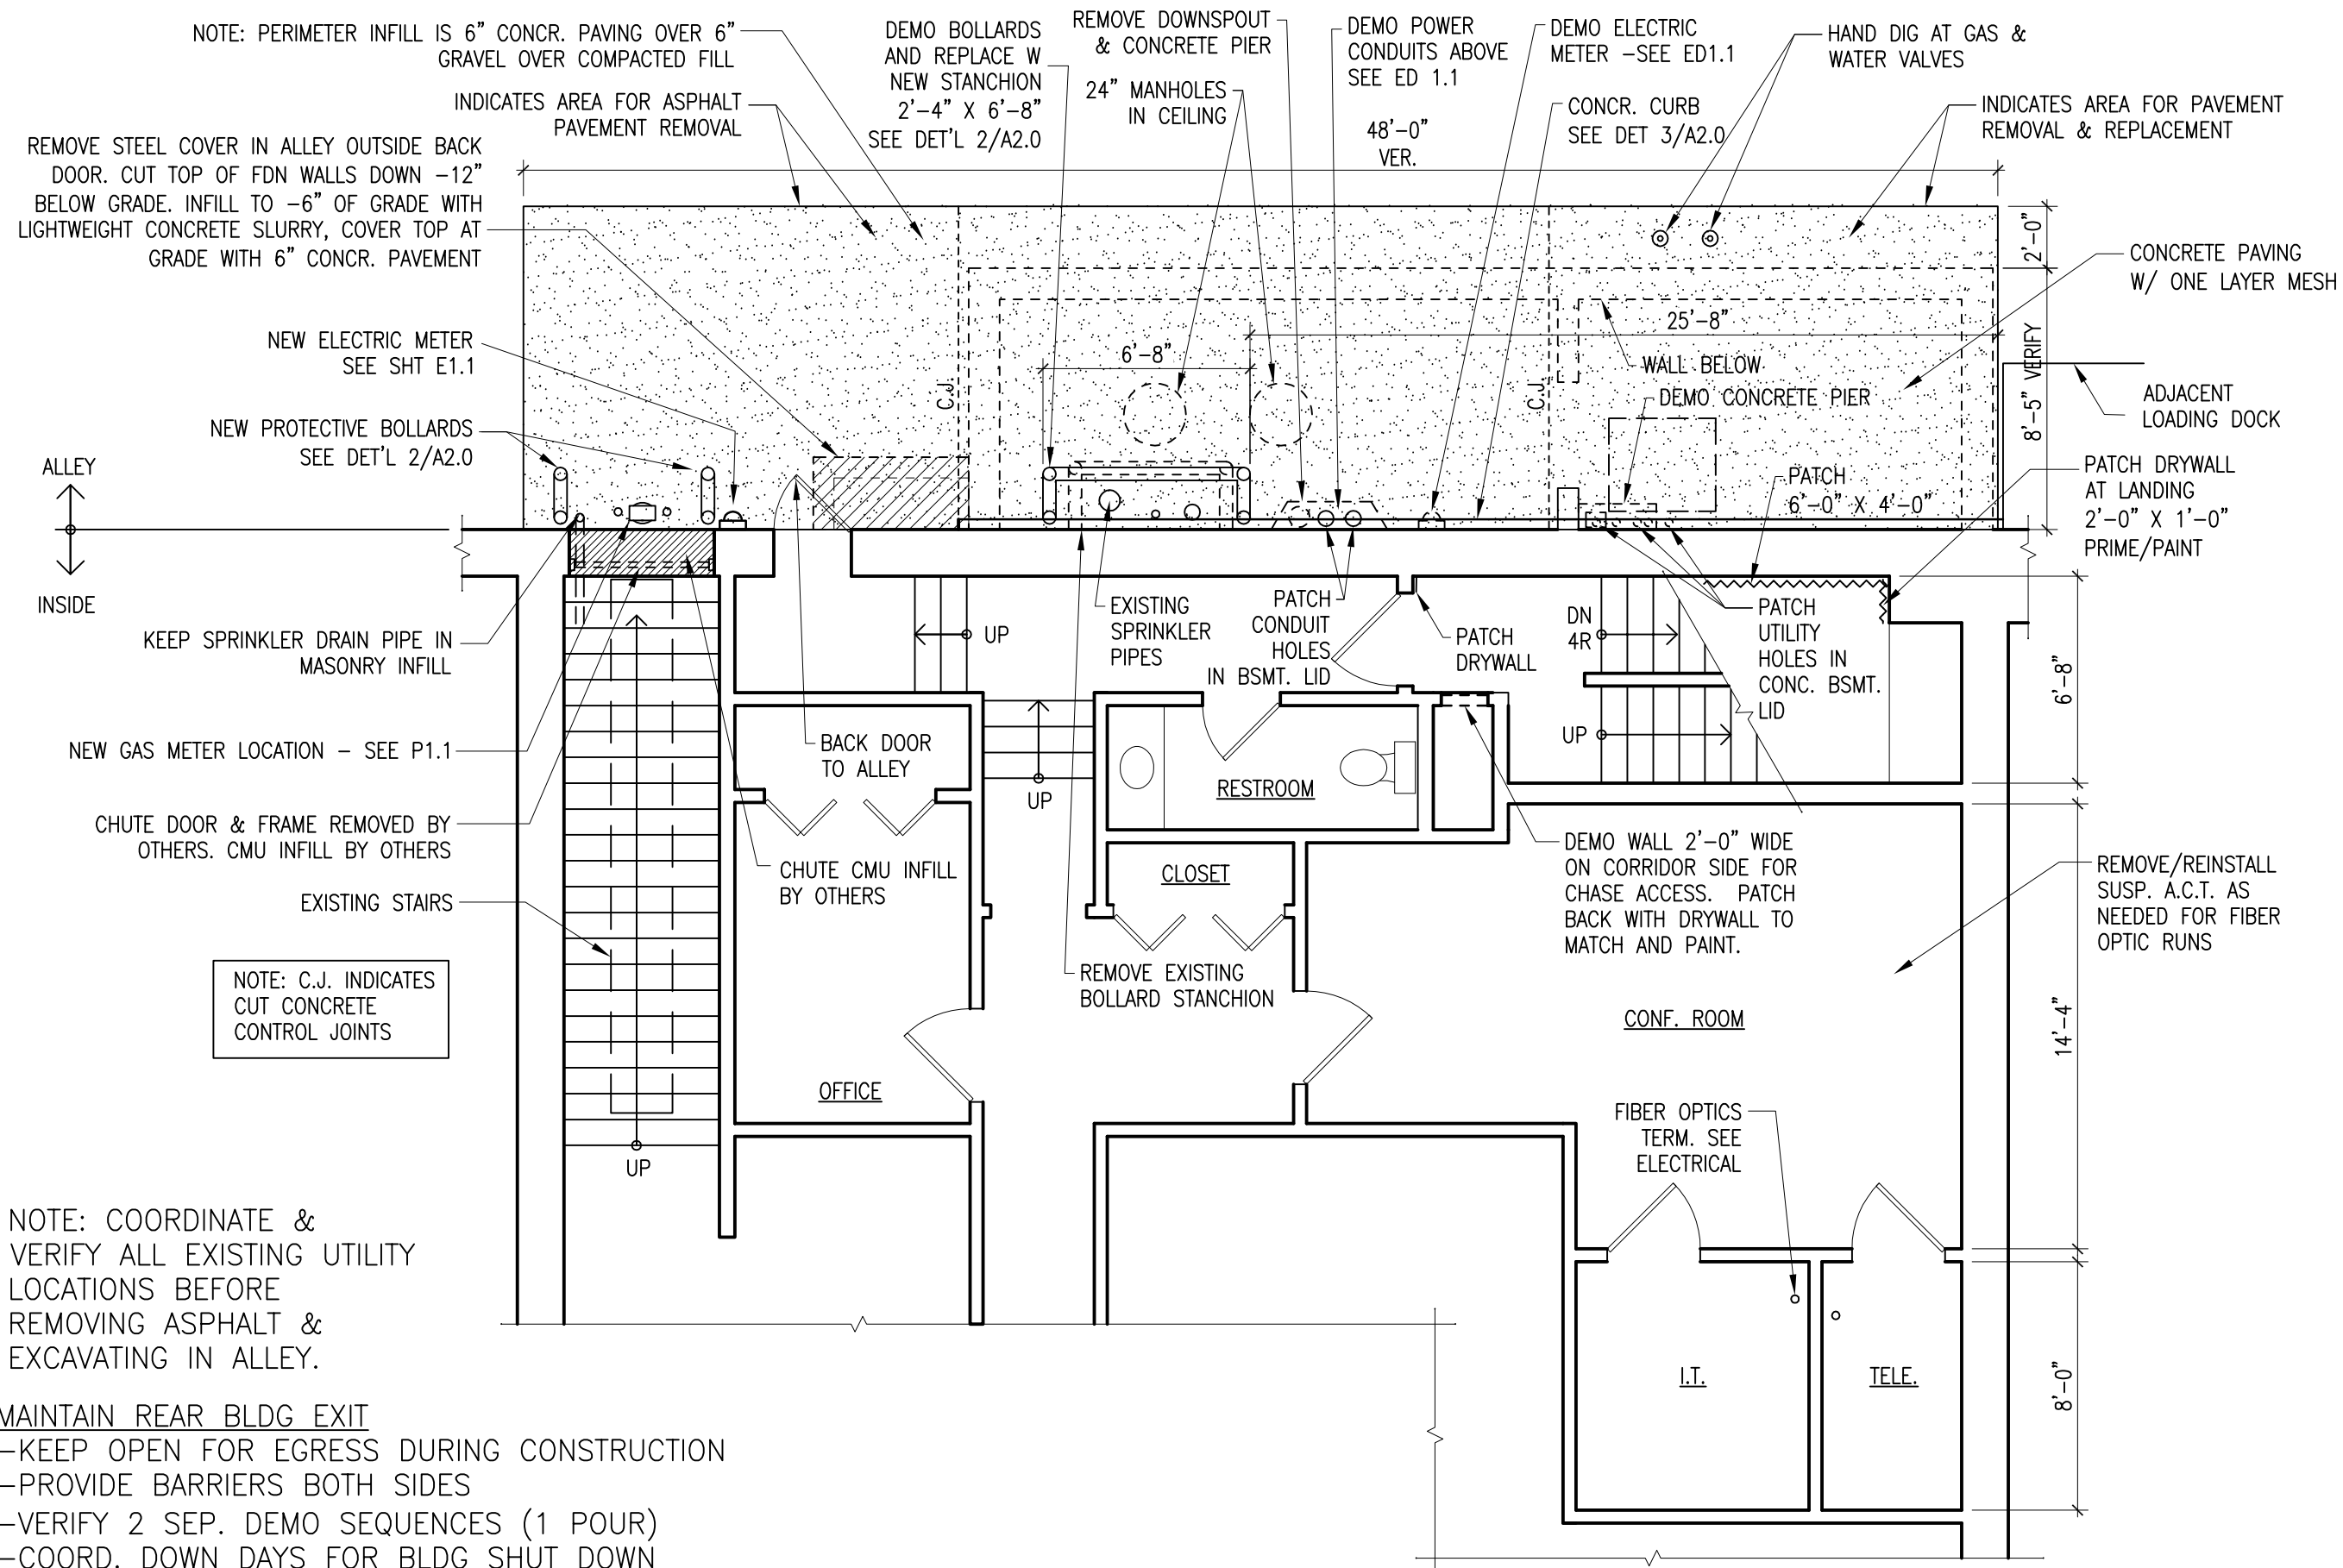 NOTE: PERIMETER INFILL IS 6" CONCR. PAVING OVER 6"
GRAVEL OVER COMPACTED FILL
INDICATES AREA FOR ASPHALT
PAVEMENT REMOVAL
DEMO BOLLARDS
AND REPLACE W
NEW STANCHION
2'-4" X 6'-8"
SEE DET'L 2/A2.0
REMOVE DOWNSPOUT
& CONCRETE PIER
24" MANHOLES
IN CEILING
DEMO POWER
CONDUITS ABOVE
SEE ED 1.1
48'-0"
VER.
DEMO ELECTRIC
METER -SEE ED1.1
CONCR. CURB
SEE DET 3/A2.0
HAND DIG AT GAS &
WATER VALVES
INDICATES AREA FOR PAVEMENT
REMOVAL & REPLACEMENT
REMOVE STEEL COVER IN ALLEY OUTSIDE BACK
DOOR. CUT TOP OF FDN WALLS DOWN -12"
BELOW GRADE. INFILL TO -6" OF GRADE WITH
LIGHTWEIGHT CONCRETE SLURRY, COVER TOP AT
GRADE WITH 6" CONCR. PAVEMENT
2'-0"
CONCRETE PAVING
W/ ONE LAYER MESH
NEW ELECTRIC METER
SEE SHT E1.1
6'-8"
25'-8"
WALL BELOW
DEMO CONCRETE PIER
8'-5" VERIFY
C.J.
C.J.
ADJACENT
LOADING DOCK
NEW PROTECTIVE BOLLARDS
SEE DET'L 2/A2.0
ALLEY
INSIDE
PATCH
6'-0" X 4'-0"
PATCH DRYWALL
AT LANDING
2'-0" X 1'-0"
PRIME/PAINT
KEEP SPRINKLER DRAIN PIPE IN
MASONRY INFILL
UP
EXISTING
SPRINKLER
PIPES
PATCH
CONDUIT
HOLES
IN BSMT. LID
PATCH
DRYWALL
DN
4R
UP
PATCH
UTILITY
HOLES IN
CONC. BSMT.
LID
6'-8"
NEW GAS METER LOCATION - SEE P1.1
BACK DOOR
TO ALLEY
UP
RESTROOM
CHUTE DOOR & FRAME REMOVED BY
OTHERS. CMU INFILL BY OTHERS
CHUTE CMU INFILL
BY OTHERS
CLOSET
DEMO WALL 2'-0" WIDE
ON CORRIDOR SIDE FOR
CHASE ACCESS. PATCH
BACK WITH DRYWALL TO
MATCH AND PAINT.
REMOVE/REINSTALL
SUSP. A.C.T. AS
NEEDED FOR FIBER
OPTIC RUNS
EXISTING STAIRS
NOTE: C.J. INDICATES
CUT CONCRETE
CONTROL JOINTS
REMOVE EXISTING
BOLLARD STANCHION
CONF. ROOM
14'-4"
OFFICE
FIBER OPTICS
TERM. SEE
ELECTRICAL
UP
NOTE: COORDINATE &
VERIFY ALL EXISTING UTILITY
LOCATIONS BEFORE
REMOVING ASPHALT &
EXCAVATING IN ALLEY.
I.T.
TELE.
8'-0"
MAINTAIN REAR BLDG EXIT
-KEEP OPEN FOR EGRESS DURING CONSTRUCTION
-PROVIDE BARRIERS BOTH SIDES
-VERIFY 2 SEP. DEMO SEQUENCES (1 POUR)
-COORD. DOWN DAYS FOR BLDG SHUT DOWN